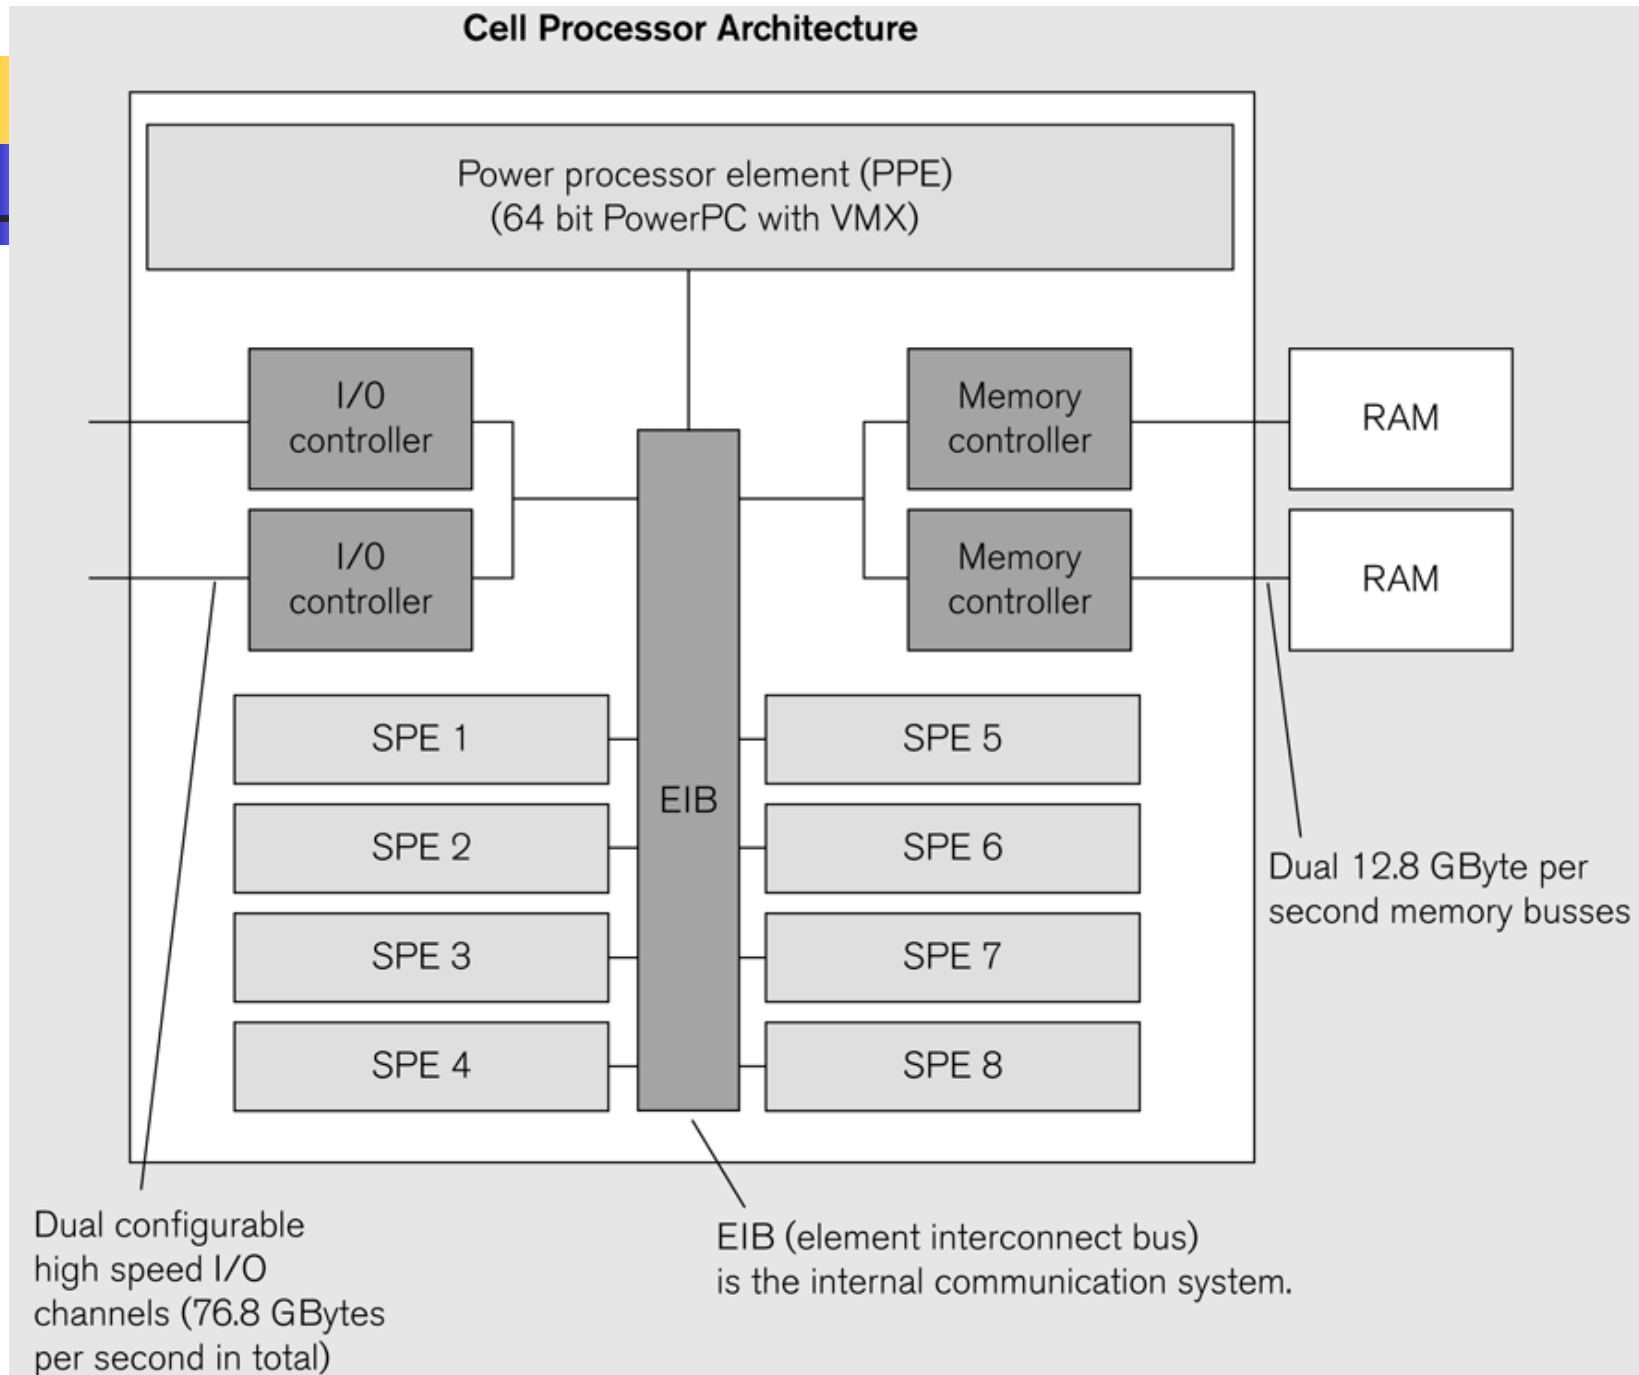 Cell Processor Architecture
Power processor element (PPE)
(64 bit PowerPC with VMX)
I/O
controller
Memory
controller
RAM
I/O
controller
Memory
controller
RAM
SPE 1
SPE 5
SPE 2
SPE 6
SPE 3
SPE 7
SPE 4
SPE 8
EIB
Dual 12.8 GByte per
second memory busses
Dual configurable
high speed I/O
channels (76.8 GBytes
per second in total)
EIB (element interconnect bus)
is the internal communication system.